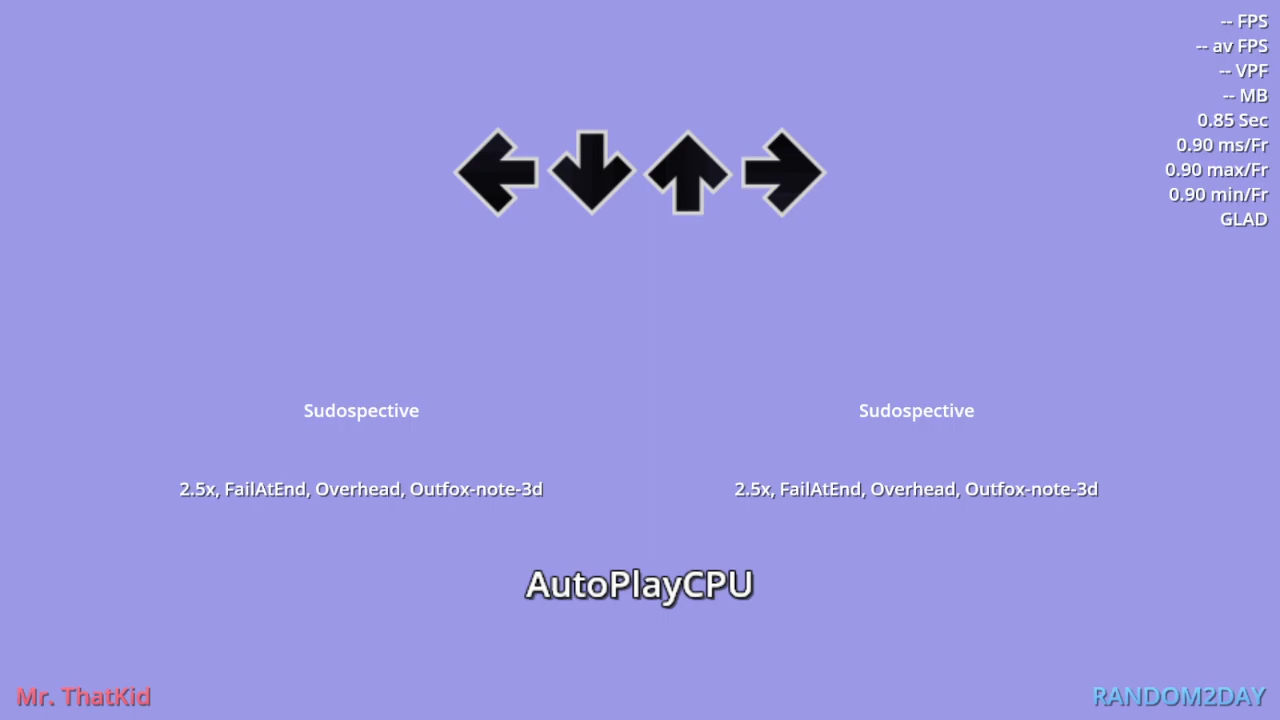 -- FPS
-- av FPS
-- VPF
-- MB
0.85 Sec
0.90 ms/Fr
0.90 max/Fr
0.90 min/Fr
GLAD
Sudospective
Sudospective
2.5x, FailAtEnd, Overhead, Outfox-note-3d
2.5x, FailAtEnd, Overhead, Outfox-note-3d
AutoPlayCPU
Mr. ThatKid
RANDOM2DAY